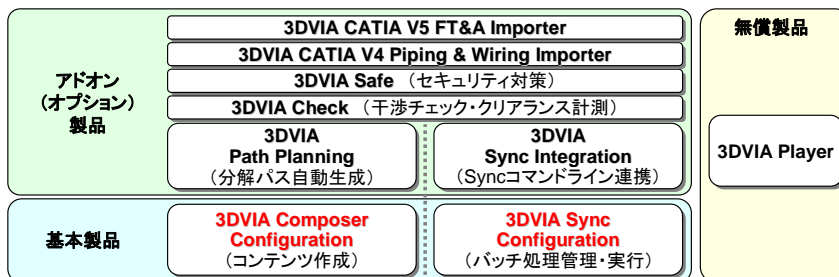 アドオン
(オプション)
製品
3DVIA CATIA V5 FT&A Importer
3DVIA CATIA V4 Piping & Wiring Importer
3DVIA Safe (セキュリティ対策)
3DVIA Check (干渉チェック・クリアランス計測)
3DVIA
Path Planning
(分解パス自動生成)
3DVIA
Sync Integration
(Syncコマンドライン連携)
基本製品
3DVIA Composer
Configuration
(コンテンツ作成)
3DVIA Sync
Configuration
(バッチ処理管理・実行)
無償製品
3DVIA Player